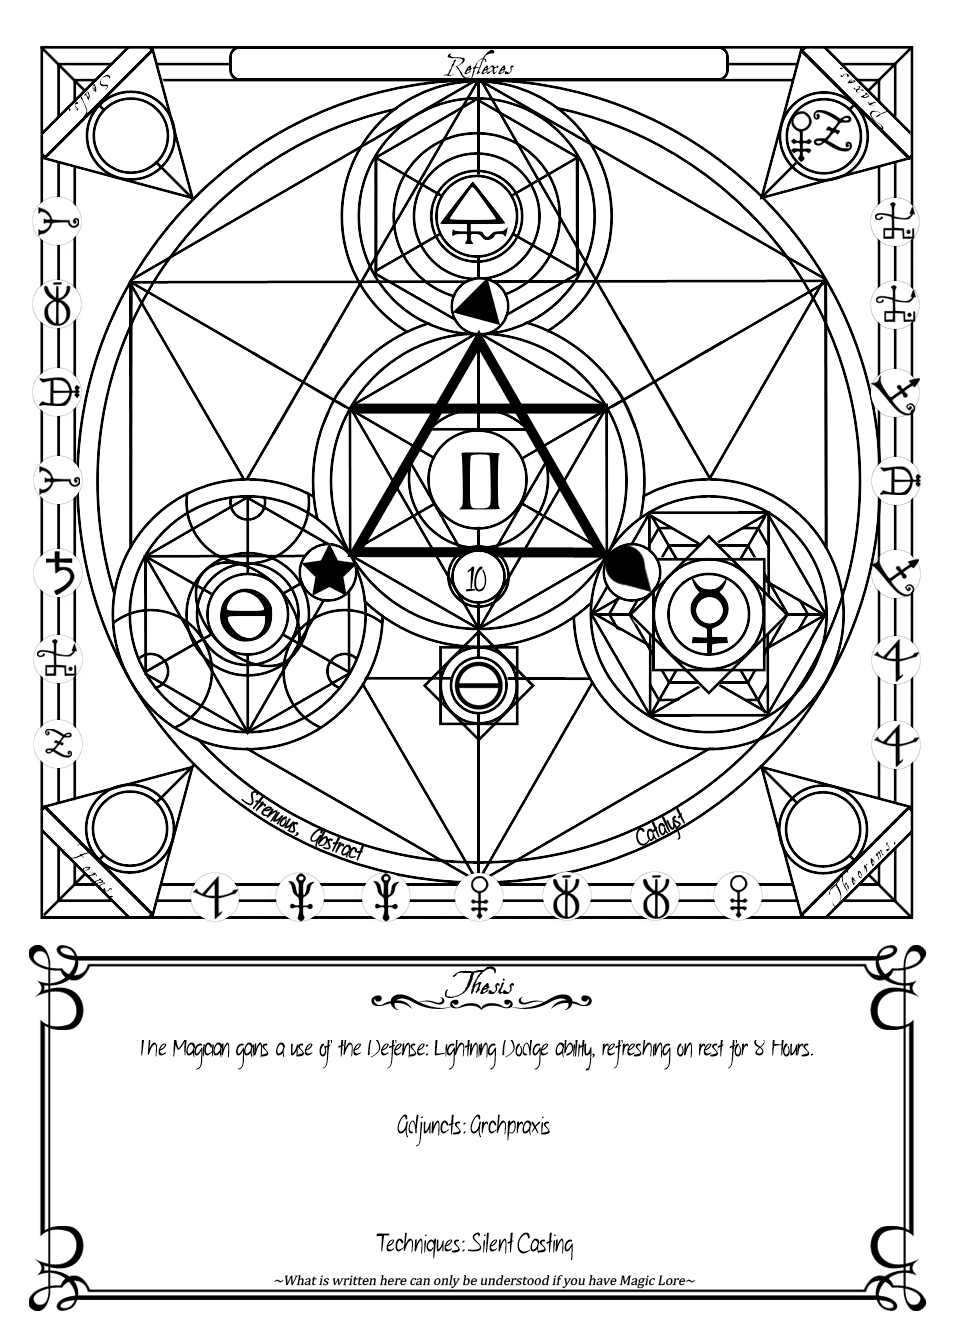 Reflexes
Seals.
Praxes.
10
Strenuous, Abstract
Catalyst
Forms.
Theorems.
Thesis
The Magician gains a use of the Defense: Lightning Dodge ability, refreshing on rest for 8 Hours.
Adjuncts: Archpraxis
Techniques: Silent Casting
~What is written here can only be understood if you have Magic Lore~